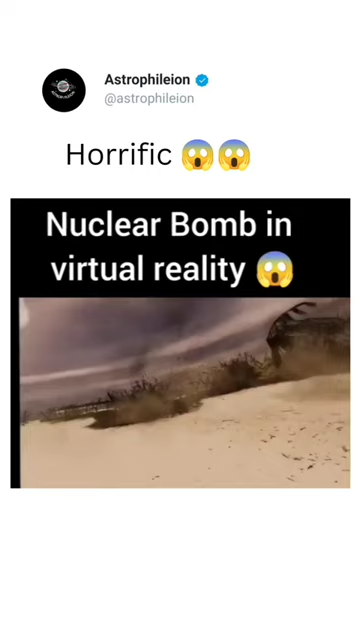 Astrophileion
@astrophileion
Horrific 😱😱
Nuclear Bomb in
virtual reality 😱